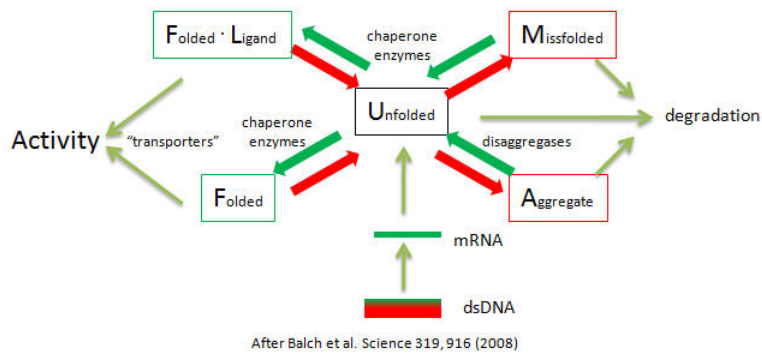 Folded · Ligand
chaperone
enzymes
Missfolded
Unfolded
degradation
Activity
"transporters"
chaperone
enzymes
disaggregases
Folded
Aggregate
mRNA
dsDNA
After Balch et al. Science 319, 916 (2008)